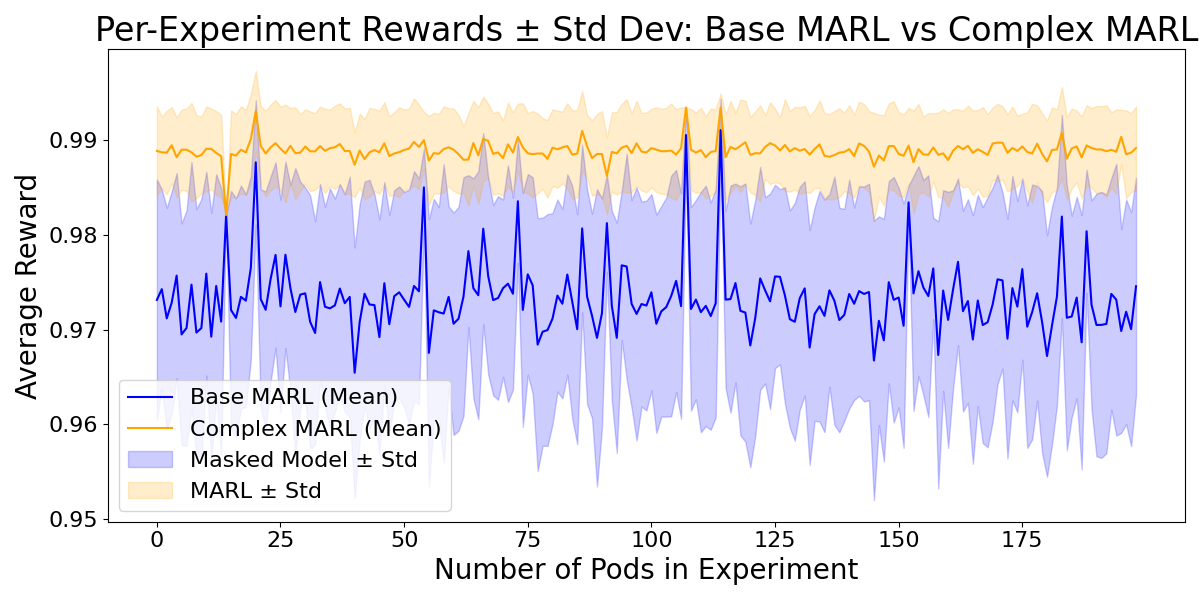 Per-Experiment Rewards ± Std Dev: Base MARL vs Complex MARL
Average Reward
0.99
0.98
0.97
0.96
0.95
Base MARL (Mean)
Complex MARL (Mean)
Masked Model ± Std
MARL ± Std
0 25 50 75 100 125 150 175
Number of Pods in Experiment